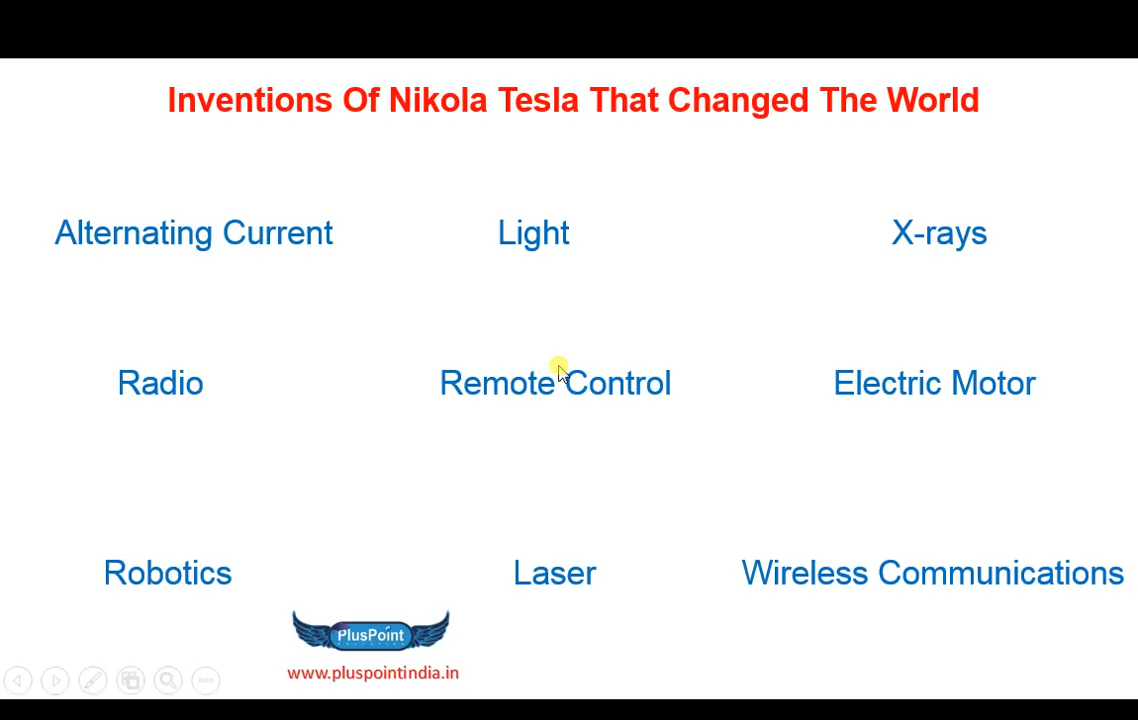 Inventions Of Nikola Tesla That Changed The World
Alternating Current
Light
X-rays
Radio
Remote Control
Electric Motor
Robotics
Laser
Wireless Communications
PlusPoint
www.pluspointindia.in